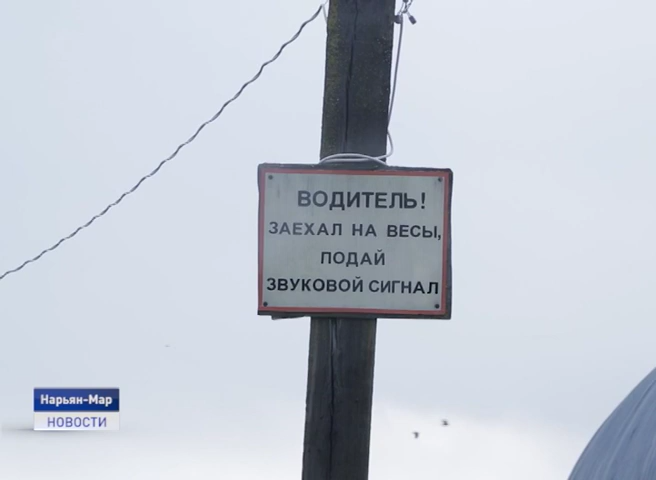 ВОДИТЕЛЬ!
ЗАЕХАЛ НА ВЕСЫ,
ПОДАЙ
ЗВУКОВОЙ СИГНАЛ
Нарьян-Мар
НОВОСТИ